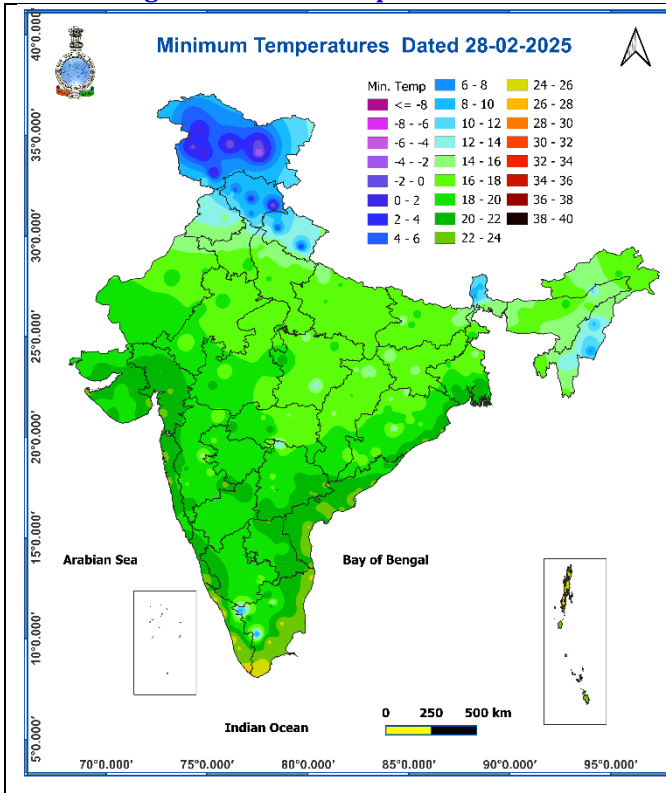 Minimum Temperatures Dated 28-02-2025
Min. Temp
<= -8
-8 - -6
-6 - -4
-4 - -2
-2 - 0
0 - 2
2 - 4
4 - 6
6 - 8
8 - 10
10 - 12
12 - 14
14 - 16
16 - 18
18 - 20
20 - 22
22 - 24
24 - 26
26 - 28
28 - 30
30 - 32
32 - 34
34 - 36
36 - 38
38 - 40
40°0.000'
35°0.000'
30°0.000'
25°0.000'
20°0.000'
15°0.000'
10°0.000'
5°0.000'
Arabian Sea
Bay of Bengal
Indian Ocean
0 250 500 km
70°0.000' 75°0.000' 80°0.000' 85°0.000' 90°0.000' 95°0.000'